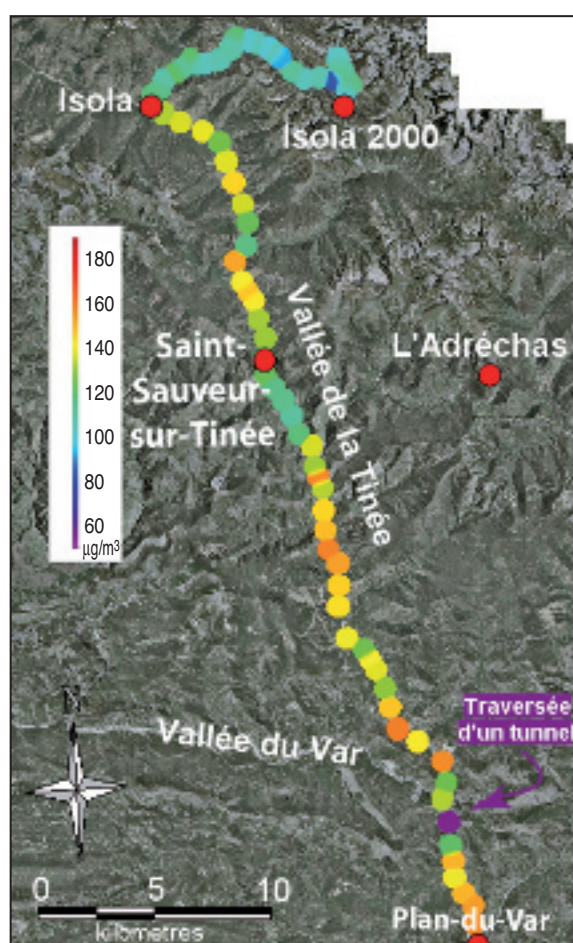 Isola
Isola 2000
180
160
140
120
100
80
60
µg/m³
Vallée de la Tinée
L'Adréchas
Saint-
Sauveur-
sur-Tinée
Vallée du Var
Traversée
d'un tunnel
N
0 5 10
kilomètres
Plan-du-Var